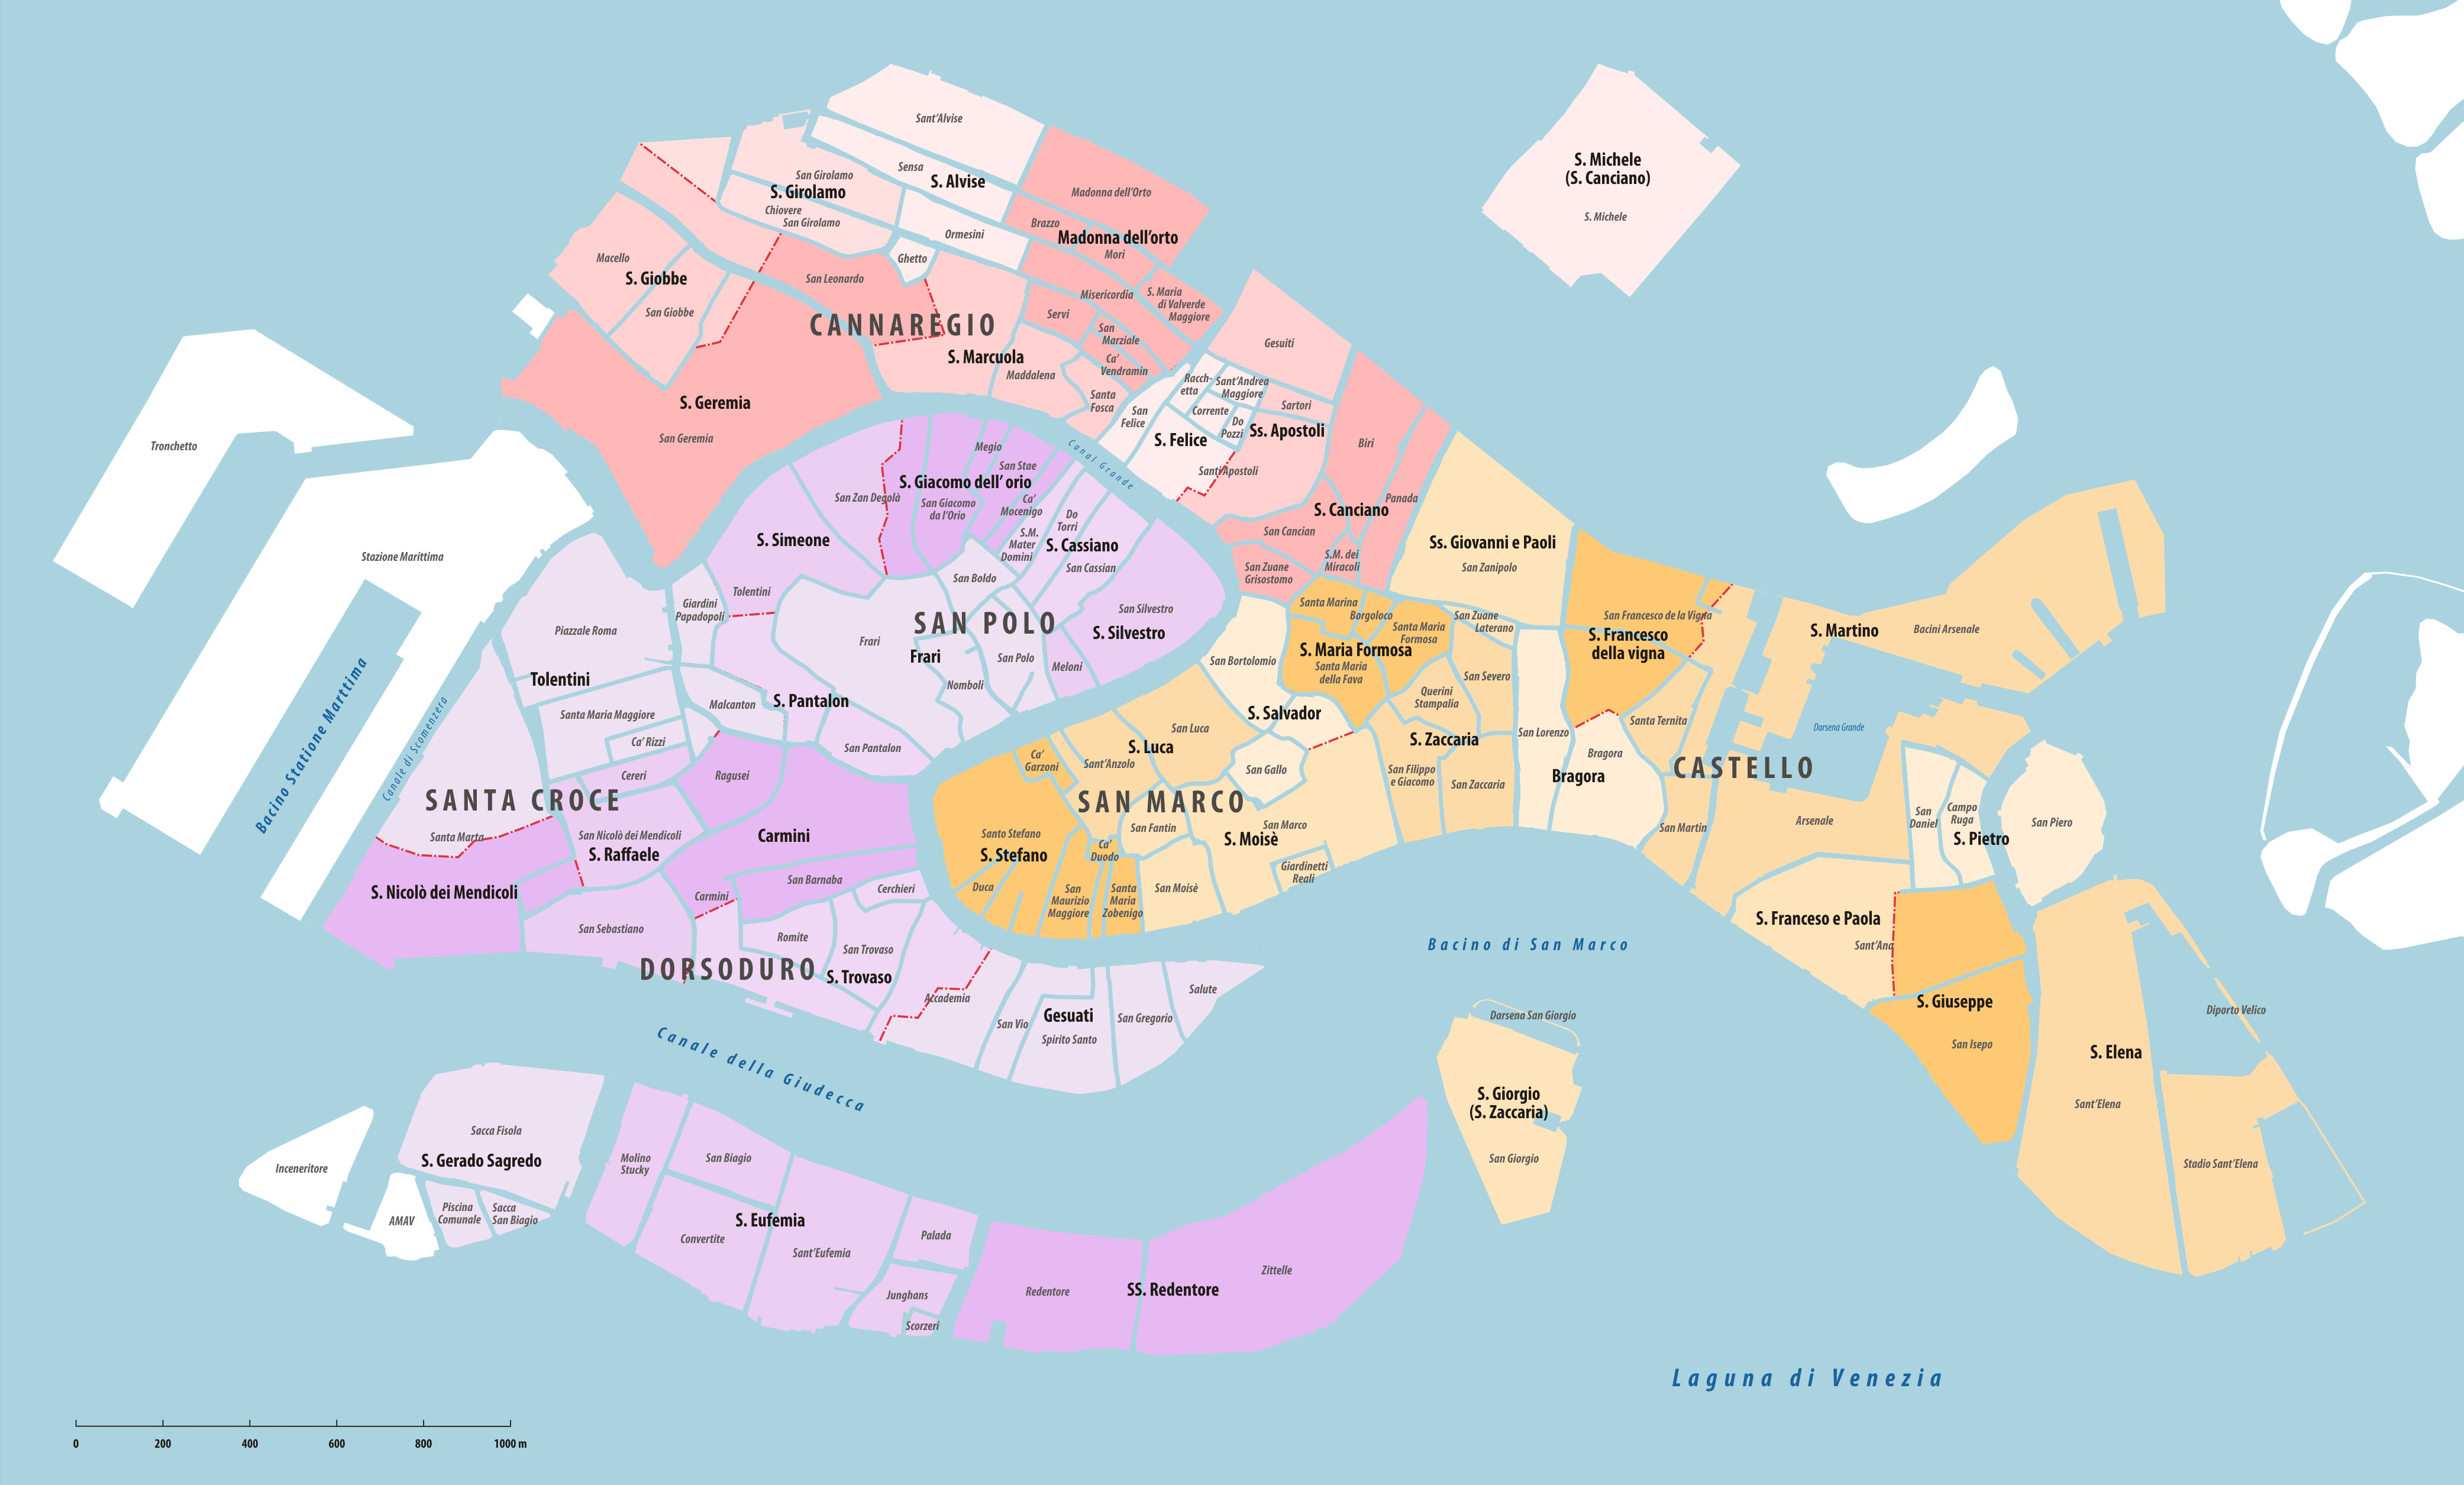 Sant'Alvise
Sensa
S. Alvise
San Girolamo
S. Girolamo
Chiovere
San Girolamo
Ormesini
Ghetto
Madonna dell'Orto
Brazzo
Madonna dell'orto
Mori
Misericordia
S. Maria
di Valverde
Maggiore
Servi
San
Marziale
Ca'
Vendramin
Macello
S. Giobbe
San Giobbe
San Leonardo
CANNAREGIO
S. Marcuola
Maddalena
Santa
Fosca
S. Geremia
San Geremia
Gesuiti
Racch-
etta
Sant'Andrea
Maggiore
Corrente
Do
Pozzi
Sartori
San
Felice
S. Felice
Ss. Apostoli
Santi Apostoli
Biri
Panada
S. Canciano
San Cancian
S.M. dei
Miracoli
San Zuane
Grisostomo
S. Michele
(S. Canciano)
S. Michele
Canal Grande
Tronchetto
Stazione Marittima
Bacino Statione Marttima
Canale di Scomenzera
Megio
San Stae
San Zan Degolà
S. Giacomo dell' orio
San Giacomo
da l'Orio
Ca'
Mocenigo
S. Simeone
Tolentini
Do
Torri
S.M.
Mater
Domini
S. Cassiano
San Cassian
San Boldo
SAN POLO
Frari
Frari
San Polo
Nomboli
Meloni
San Silvestro
S. Silvestro
Giardini
Papadopoli
Piazzale Roma
Tolentini
Santa Maria Maggiore
Ca' Rizzi
Cereri
Malcanton
S. Pantalon
San Pantalon
Ragusei
SANTA CROCE
Santa Marta
San Nicolò dei Mendicoli
S. Raffaele
S. Nicolò dei Mendicoli
Carmini
Carmini
San Barnaba
Cerchieri
San Sebastiano
Romite
San Trovaso
DORSODURO
S. Trovaso
Accademia
San Vio
Gesuati
Spirito Santo
San Gregorio
Salute
Ss. Giovanni e Paoli
San Zanipolo
Santa Marina
Borgoloco
Santa Maria
Formosa
S. Maria Formosa
Santa Maria
della Fava
San Zuane
Laterano
San Severo
Querini
Stampalia
S. Zaccaria
San Filippo
e Giacomo
San Zaccaria
San Lorenzo
San Francesco de la Vigna
S. Francesco
della vigna
Santa Ternita
Bragora
Bragora
CASTELLO
San Martin
S. Martino
Bacini Arsenale
Darsena Grande
Arsenale
San
Daniel
Campo
Ruga
S. Pietro
San Piero
San Bortolomio
S. Salvador
San Luca
S. Luca
Sant'Anzolo
Ca'
Garzoni
San Gallo
SAN MARCO
San Fantin
San Marco
S. Moisè
San Moisè
Giardinetti
Reali
Santo Stefano
S. Stefano
Duca
San
Maurizio
Maggiore
Ca'
Duodo
Santa
Maria
Zobenigo
Bacino di San Marco
S. Franceso e Paola
Sant'Ana
S. Giuseppe
San Isepo
S. Elena
Sant'Elena
Stadio Sant'Elena
Diporto Velico
Darsena San Giorgio
S. Giorgio
(S. Zaccaria)
San Giorgio
Canale della Giudecca
Sacca Fisola
S. Gerado Sagredo
Inceneritore
AMAV
Piscina
Comunale
Sacca
San Biagio
Molino
Stucky
San Biagio
S. Eufemia
Convertite
Sant'Eufemia
Palada
Junghans
Scorzeri
Redentore
SS. Redentore
Zittelle
Laguna di Venezia
0 200 400 600 800 1000 m